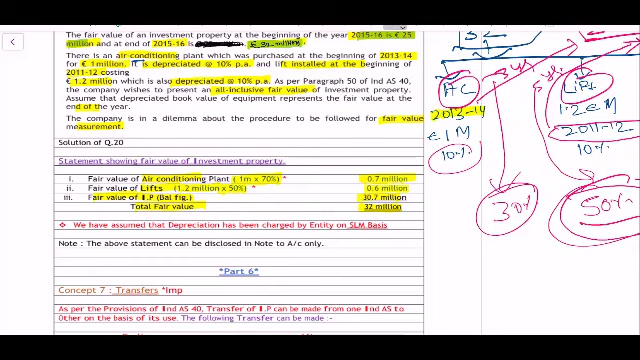 The fair value of an investment property at the beginning of the year 2015-16 is € 25
million and at end of 2015-16 is
There is an air conditioning plant which was purchased at the beginning of 2013-14
for € 1 million. IT is depreciated @ 10% p.a. and lift installed at the beginning of
2011-12 costing
€ 1.2 million which is also depreciated @ 10% p.a. As per Paragraph 50 of Ind AS 40,
the company wishes to present an all-inclusive fair value of Investment property.
Assume that depreciated book value of equipment represents the fair value at the
end of the year.
The company is in a dilemma about the procedure to be followed for fair value
measurement.
Solution of Q.20
Statement showing fair value of Investment property.
i. Fair value of Air conditioning Plant (.1m x 70%) * 0.7 million
ii. Fair value of Lifts (1.2 million x 50%) * 0.6 million
iii. Fair value of I.P (Bal fig.) 30.7 million
Total Fair value 32 million
❖ We have assumed that Depreciation has been charged by Entity on SLM Basis
Note : The above statement can be disclosed in Note to A/c only.
*Part 6*
Concept 7 : Transfers *Imp
As per the Provisions of Ind AS 40, Transfer of I.P can be made from one Ind AS to
Other on the basis of its use. The following Transfer can be made :-
32
AC
2013-14
€ 1 M
10%
30%
Lift
1.2 € M
2011-12
10%
50%